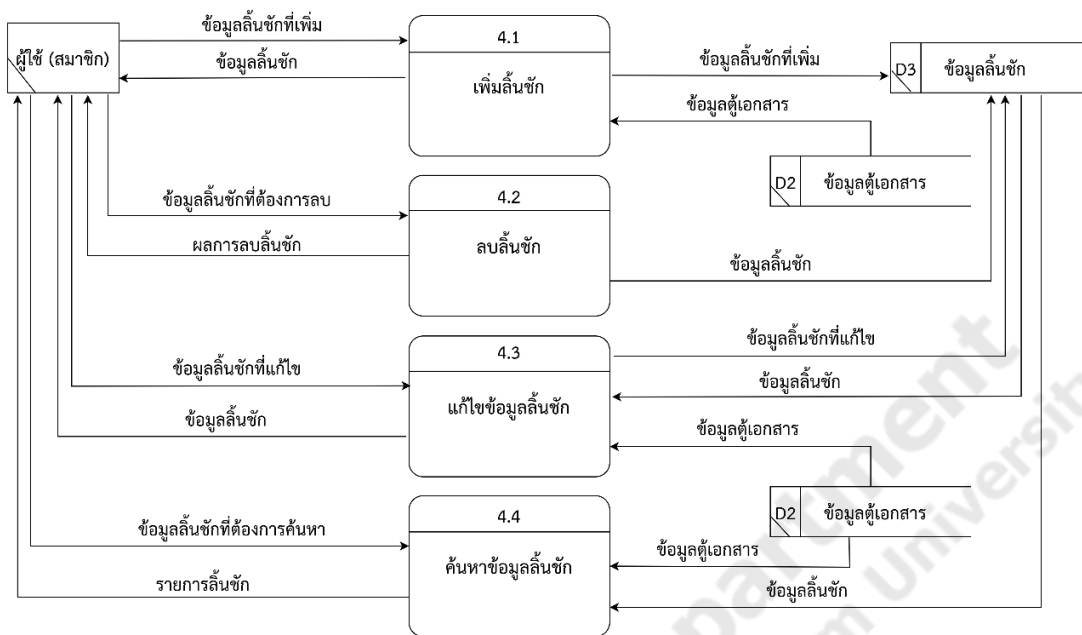 ผู้ใช้ (สมาชิก)
ข้อมูลลิ้นชักที่เพิ่ม
ข้อมูลลิ้นชัก
4.1
เพิ่มลิ้นชัก
ข้อมูลลิ้นชักที่เพิ่ม
D3 ข้อมูลลิ้นชัก
ข้อมูลตู้เอกสาร
D2 ข้อมูลตู้เอกสาร
ข้อมูลลิ้นชักที่ต้องการลบ
ผลการลบลิ้นชัก
4.2
ลบลิ้นชัก
ข้อมูลลิ้นชัก
ข้อมูลลิ้นชักที่แก้ไข
ข้อมูลลิ้นชัก
4.3
แก้ไขข้อมูลลิ้นชัก
ข้อมูลลิ้นชักที่แก้ไข
ข้อมูลลิ้นชัก
ข้อมูลตู้เอกสาร
D2 ข้อมูลตู้เอกสาร
ข้อมูลลิ้นชักที่ต้องการค้นหา
รายการลิ้นชัก
4.4
ค้นหาข้อมูลลิ้นชัก
ข้อมูลตู้เอกสาร
ข้อมูลลิ้นชัก